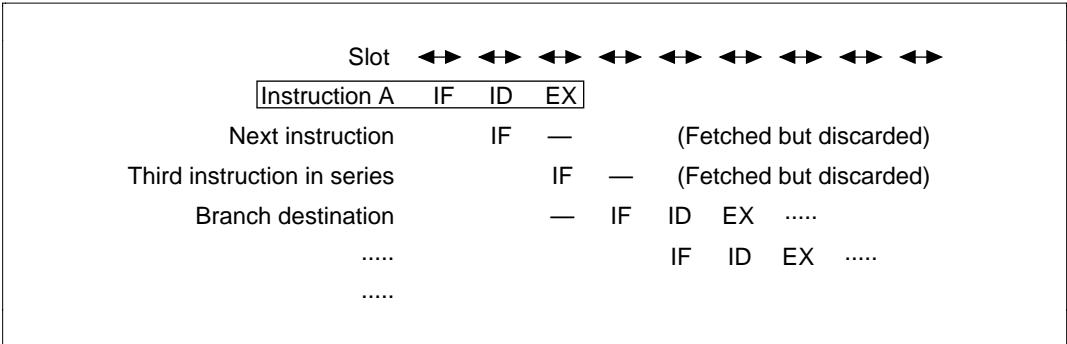 Slot
Instruction A IF ID EX
Next instruction IF — (Fetched but discarded)
Third instruction in series IF — (Fetched but discarded)
Branch destination — IF ID EX .....
..... IF ID EX .....
.....